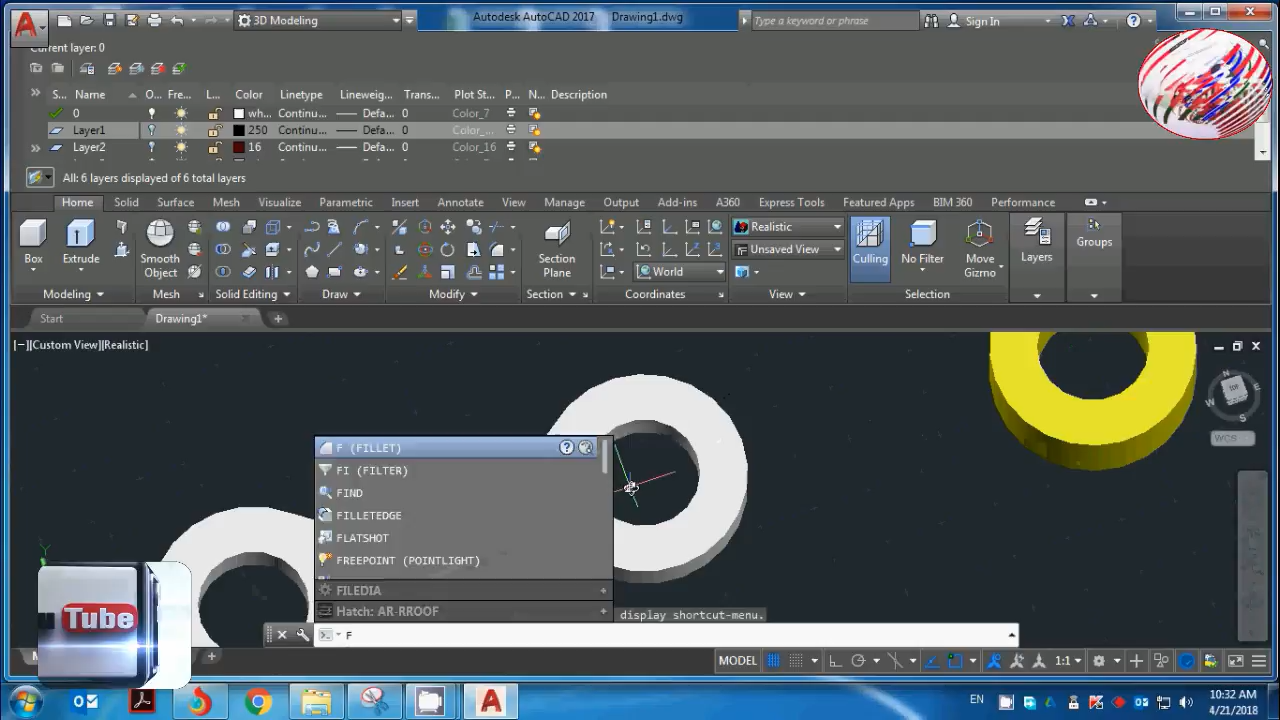 3D Modeling
Autodesk AutoCAD 2017 Drawing1.dwg
Type a keyword or phrase
Sign In
Current layer: 0
S... Name O... Fre... L... Color Linetype Lineweig... Trans... Plot St... P... N... Description
0 wh... Continu... Defa... 0 Color_7
Layer1 250 Continu... Defa... 0 Color_...
Layer2 16 Continu... Defa... 0 Color_16
All: 6 layers displayed of 6 total layers
Home Solid Surface Mesh Visualize Parametric Insert Annotate View Manage Output Add-ins A360 Express Tools Featured Apps BIM 360 Performance
Realistic
Unsaved View
World
Box Extrude Smooth Object Section Plane Culling No Filter Move Gizmo Layers Groups
Modeling Mesh Solid Editing Draw Modify Section Coordinates View Selection
Start Drawing1*
[−][Custom View][Realistic]
N
W
TOP
S
WCS
F (FILLET)
FI (FILTER)
FIND
FILLETEDGE
FLATSHOT
FREEPOINT (POINTLIGHT)
FILEDIA
Hatch: AR-RROOF
display shortcut-menu.
F
Y
u Tube
MODEL 1:1
EN
10:32 AM
4/21/2018